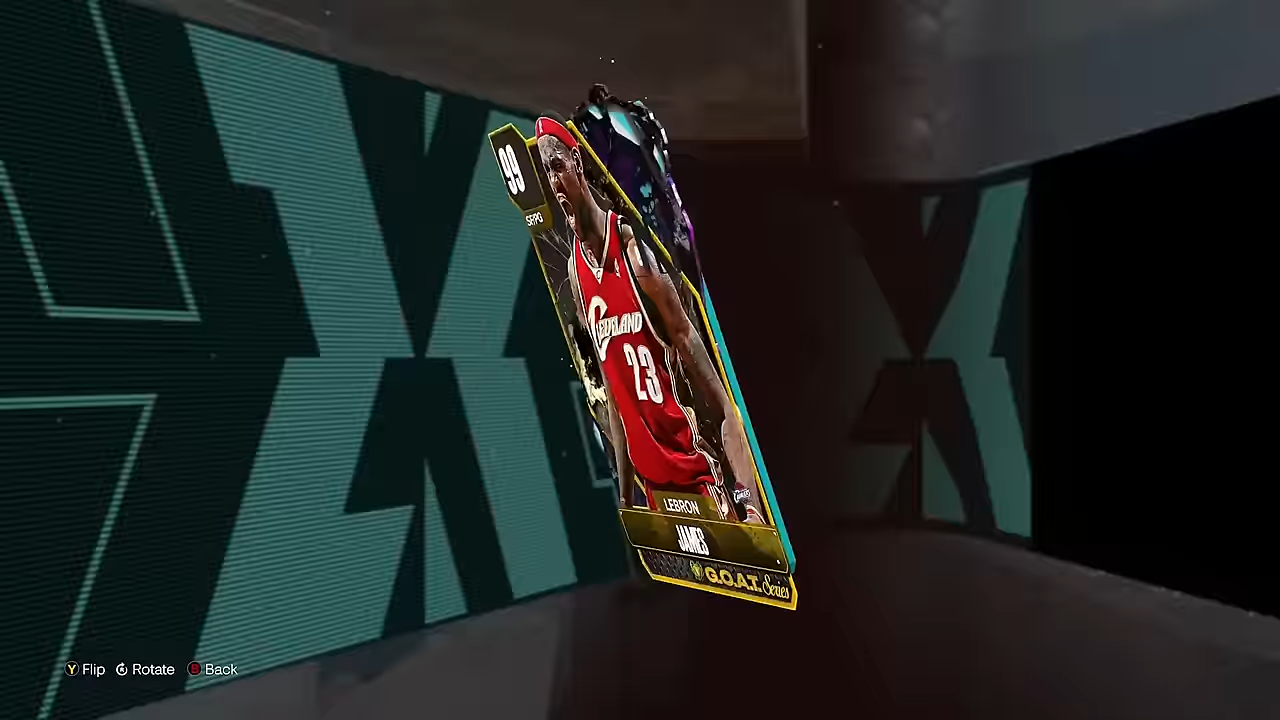 99
SF/PG
CLEVELAND
23
LEBRON
JAMES
G.O.A.T. Series
Y Flip Rotate B Back